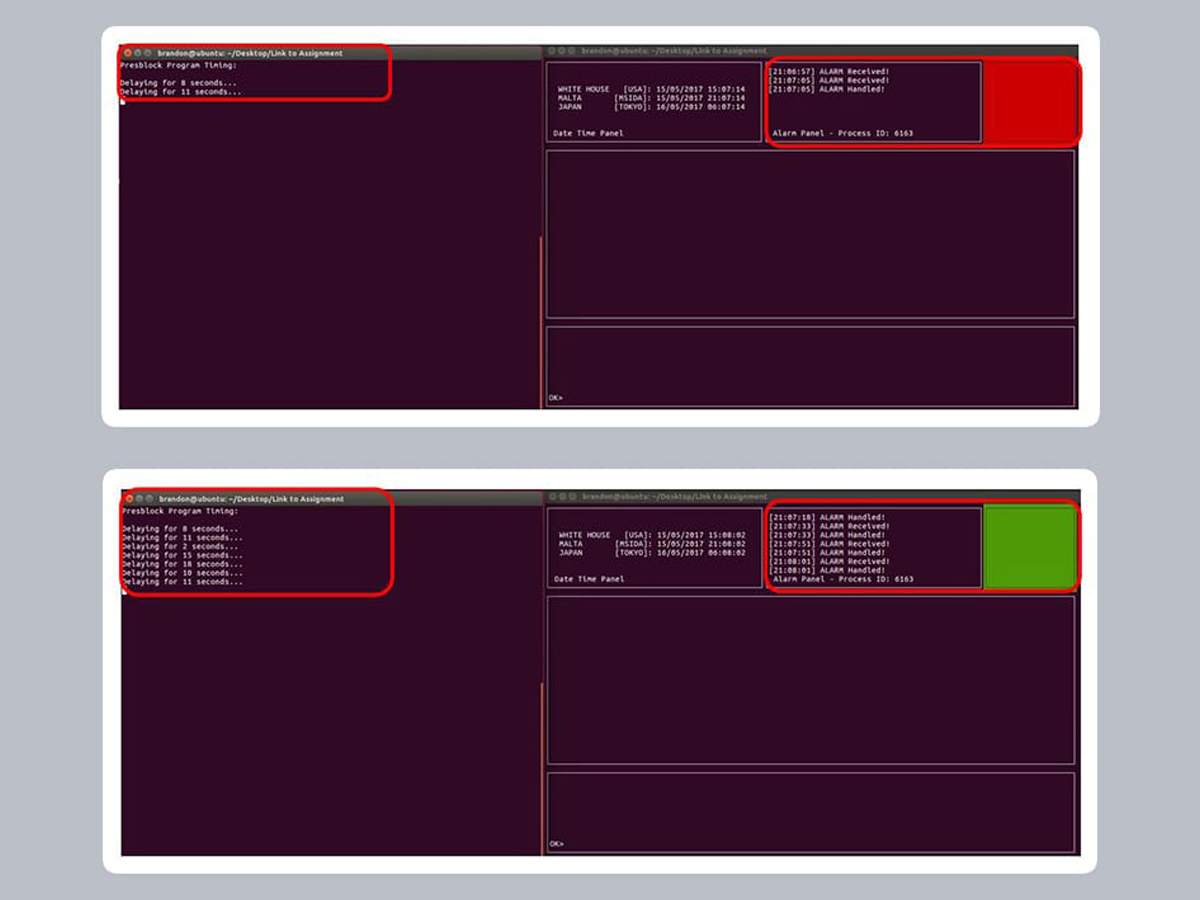 brandon@ubuntu: ~/Desktop/Link to Assignment
Presblock Program Timing:
Delaying for 8 seconds...
Delaying for 11 seconds...
brandon@ubuntu: ~/Desktop/Link to Assignment
WHITE HOUSE [USA]: 15/05/2017 15:07:14
MALTA [MSIDA]: 15/05/2017 21:07:14
JAPAN [TOKYO]: 16/05/2017 06:07:14
Date Time Panel
[21:06:57] ALARM Received!
[21:07:05] ALARM Received!
[21:07:05] ALARM Handled!
Alarm Panel - Process ID: 6163
OK>
brandon@ubuntu: ~/Desktop/Link to Assignment
Presblock Program Timing:
Delaying for 8 seconds...
Delaying for 11 seconds...
Delaying for 2 seconds...
Delaying for 15 seconds...
Delaying for 18 seconds...
Delaying for 10 seconds...
Delaying for 11 seconds...
brandon@ubuntu: ~/Desktop/Link to Assignment
WHITE HOUSE [USA]: 15/05/2017 15:08:02
MALTA [MSIDA]: 15/05/2017 21:08:02
JAPAN [TOKYO]: 16/05/2017 06:08:02
Date Time Panel
[21:07:18] ALARM Handled!
[21:07:33] ALARM Received!
[21:07:33] ALARM Handled!
[21:07:51] ALARM Received!
[21:07:51] ALARM Handled!
[21:08:01] ALARM Received!
[21:08:01] ALARM Handled!
Alarm Panel - Process ID: 6163
OK>